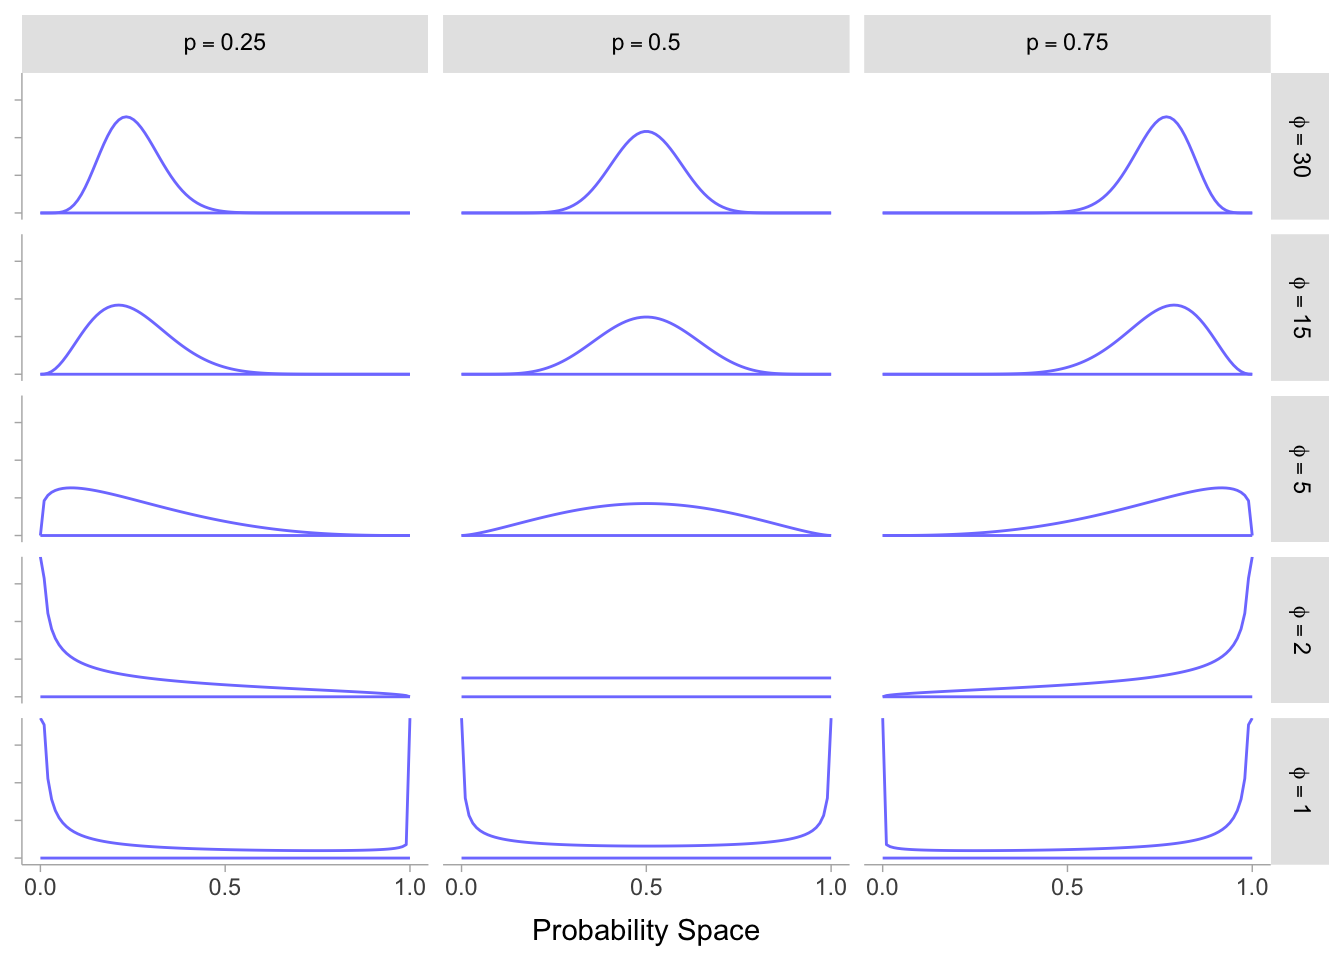 p = 0.25
p = 0.5
p = 0.75
ϕ = 30
ϕ = 15
ϕ = 5
ϕ = 2
ϕ = 1
0.0 0.5 1.0 0.0 0.5 1.0 0.0 0.5 1.0
Probability Space